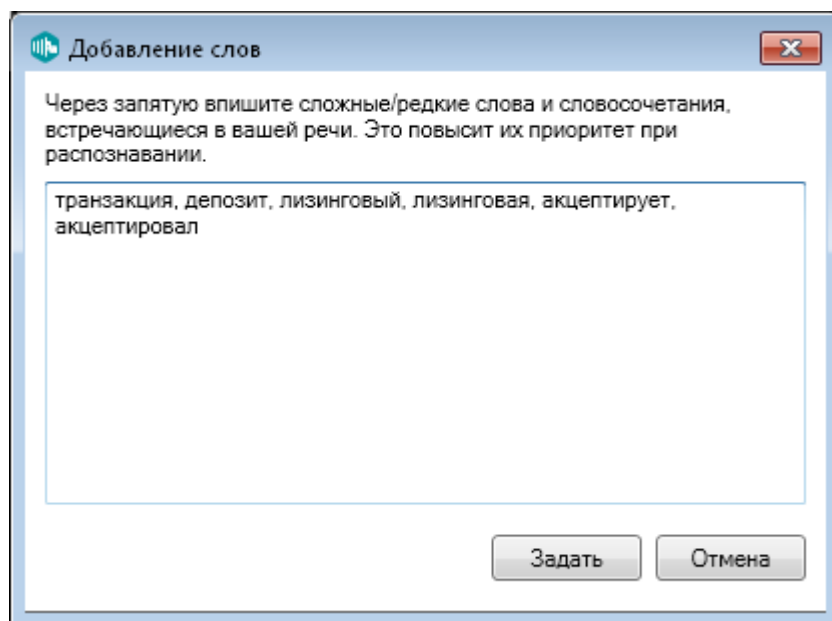 Добавление слов
Через запятую впишите сложные/редкие слова и словосочетания,
встречающиеся в вашей речи. Это повысит их приоритет при
распознавании.
транзакция, депозит, лизинговый, лизинговая, акцептирует,
акцептировал
Задать Отмена